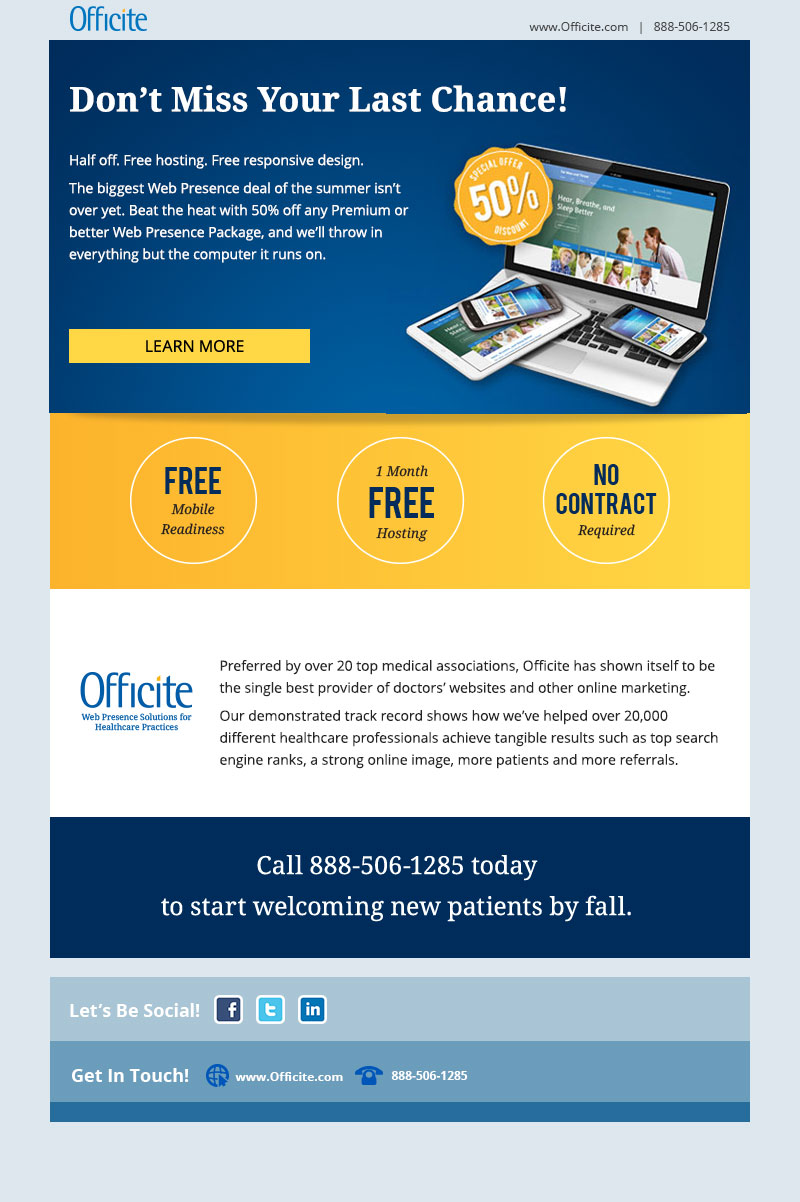 Officite
www.Officite.com | 888-506-1285
Don’t Miss Your Last Chance!
Half off. Free hosting. Free responsive design.
The biggest Web Presence deal of the summer isn’t
over yet. Beat the heat with 50% off any Premium or
better Web Presence Package, and we’ll throw in
everything but the computer it runs on.
LEARN MORE
SPECIAL OFFER
50%
DISCOUNT
Hear, Breathe, and
Sleep Better
FREE
Mobile
Readiness
1 Month
FREE
Hosting
NO
CONTRACT
Required
Officite
Web Presence Solutions for
Healthcare Practices
Preferred by over 20 top medical associations, Officite has shown itself to be
the single best provider of doctors’ websites and other online marketing.
Our demonstrated track record shows how we’ve helped over 20,000
different healthcare professionals achieve tangible results such as top search
engine ranks, a strong online image, more patients and more referrals.
Call 888-506-1285 today
to start welcoming new patients by fall.
Let’s Be Social!
Get In Touch!
www.Officite.com
888-506-1285